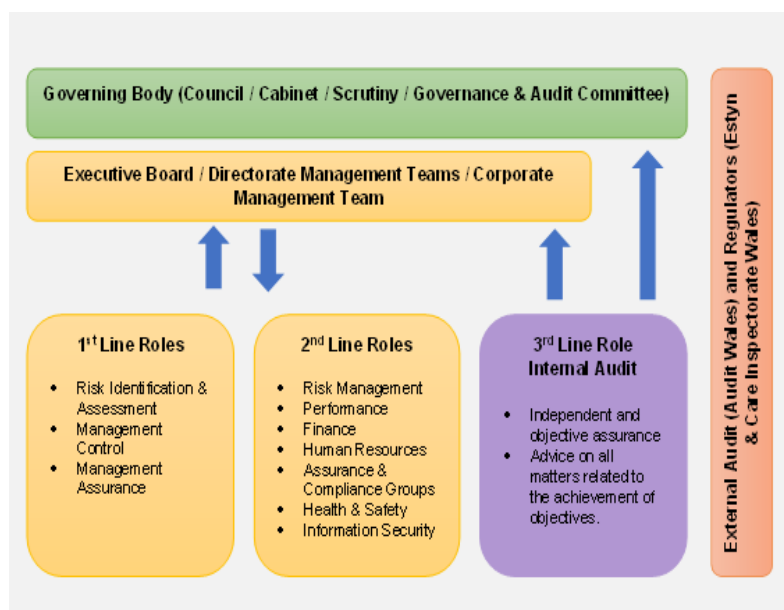 Governing Body (Council / Cabinet / Scrutiny / Governance & Audit Committee)
Executive Board / Directorate Management Teams / Corporate
Management Team
1st Line Roles
• Risk Identification &
Assessment
• Management
Control
• Management
Assurance
2nd Line Roles
• Risk Management
• Performance
• Finance
• Human Resources
• Assurance &
Compliance Groups
• Health & Safety
• Information Security
3rd Line Role
Internal Audit
• Independent and
objective assurance
• Advice on all
matters related to
the achievement of
objectives.
External Audit (Audit Wales) and Regulators (Estyn
& Care Inspectorate Wales)